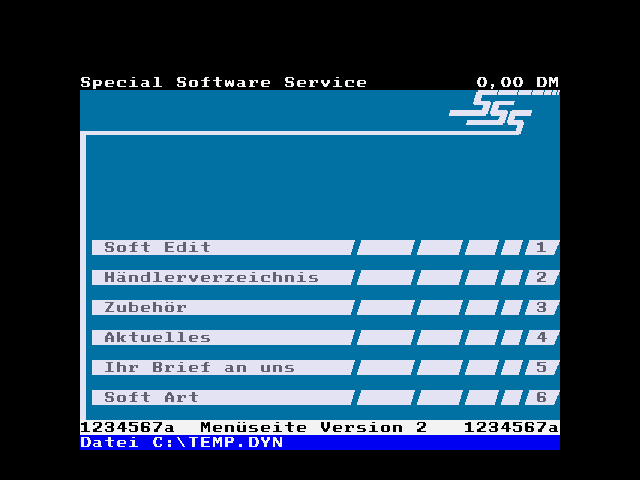 Special Software Service 0,00 DM
SSS
Soft Edit 1
Händlerverzeichnis 2
Zubehör 3
Aktuelles 4
Ihr Brief an uns 5
Soft Art 6
1234567a Menüseite Version 2 1234567a
Datei C:\TEMP.DYN